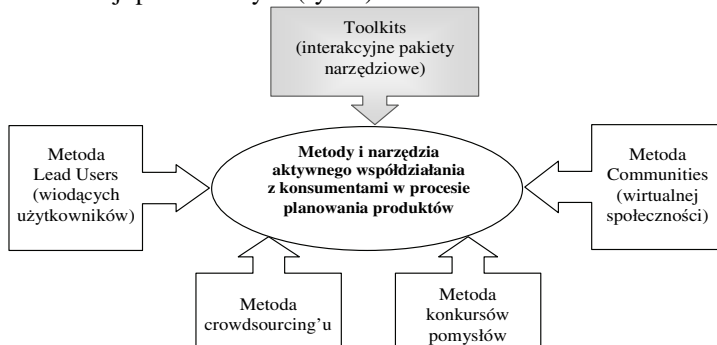 Toolkits
(interakcyjne pakiety
narzędziowe)
Metoda
Lead Users
(wiodących
użytkowników)
Metody i narzędzia
aktywnego współdziałania
z konsumentami w procesie
planowania produktów
Metoda
Communities
(wirtualnej
społeczności)
Metoda
crowdsourcing’u
Metoda
konkursów
pomysłów